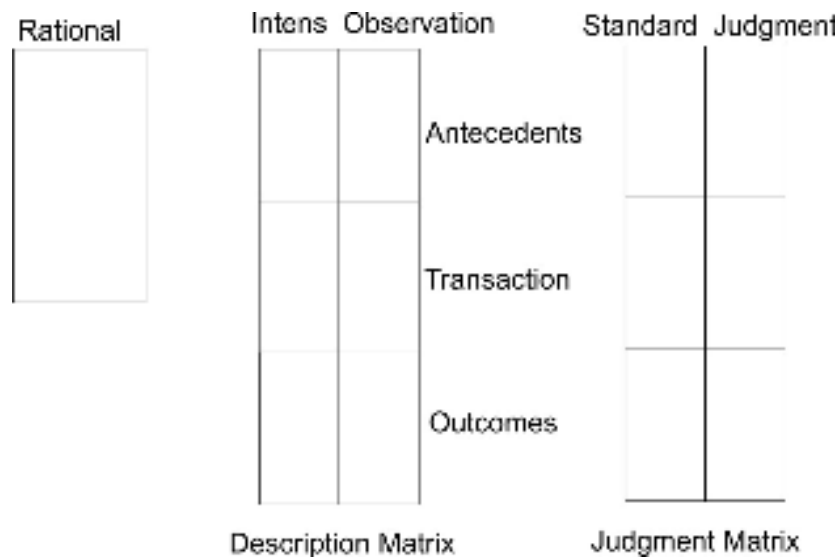 Rational
Intens Observation
Standard Judgment
Antecedents
Transaction
Outcomes
Description Matrix
Judgment Matrix